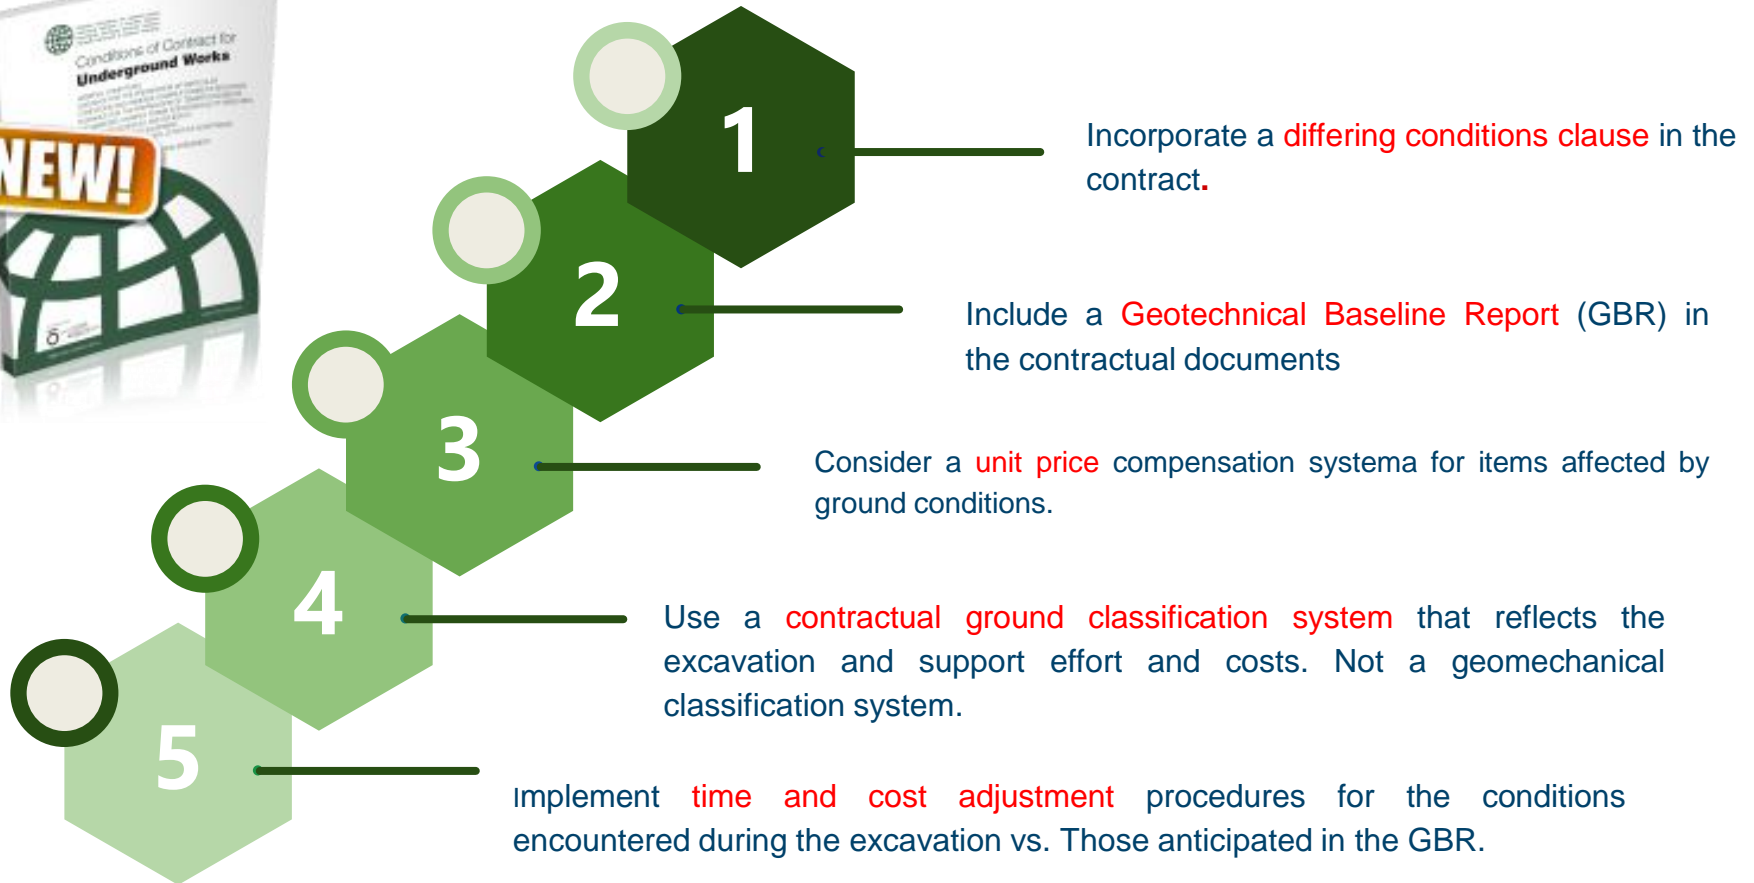 Conditions of Contract for
Underground Works
NEW!
1
Incorporate a differing conditions clause in the
contract.
2
Include a Geotechnical Baseline Report (GBR) in
the contractual documents
3
Consider a unit price compensation systema for items affected by
ground conditions.
4
Use a contractual ground classification system that reflects the
excavation and support effort and costs. Not a geomechanical
classification system.
5
Implement time and cost adjustment procedures for the conditions
encountered during the excavation vs. Those anticipated in the GBR.